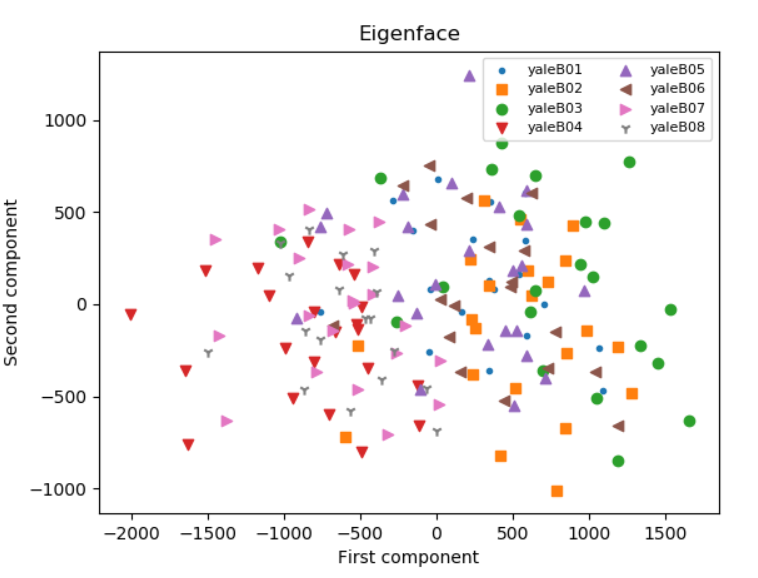 Eigenface
yaleB01
yaleB02
yaleB03
yaleB04
yaleB05
yaleB06
yaleB07
yaleB08
Second component
1000
500
0
−500
−1000
−2000 −1500 −1000 −500 0 500 1000 1500
First component